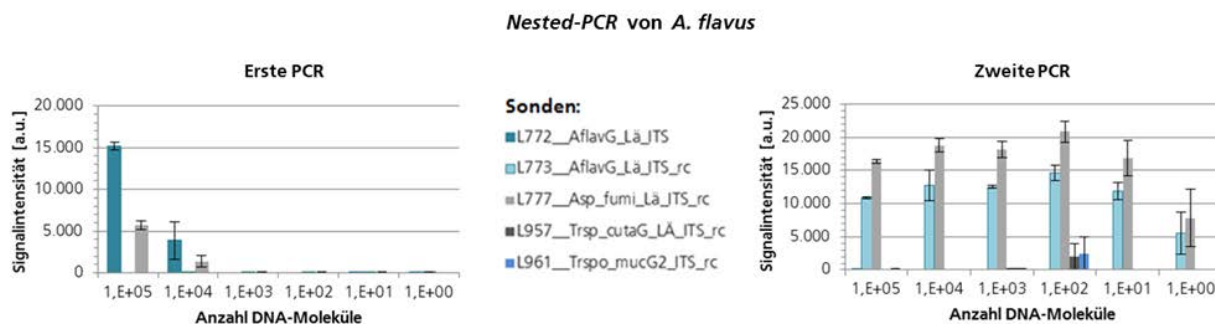 Nested-PCR von A. flavus
Erste PCR
Signalintensität [a.u.]
20.000
15.000
10.000
5.000
0
1,E+05 1,E+04 1,E+03 1,E+02 1,E+01 1,E+00
Anzahl DNA-Moleküle
Sonden:
L772__AflavG_Lä_ITS
L773__AflavG_Lä_ITS_rc
L777__Asp_fumi_Lä_ITS_rc
L957__Trsp_cutaG_LÄ_ITS_rc
L961__Trspo_mucG2_ITS_rc
Zweite PCR
Signalintensität [a.u.]
25.000
20.000
15.000
10.000
5.000
0
1,E+05 1,E+04 1,E+03 1,E+02 1,E+01 1,E+00
Anzahl DNA-Moleküle